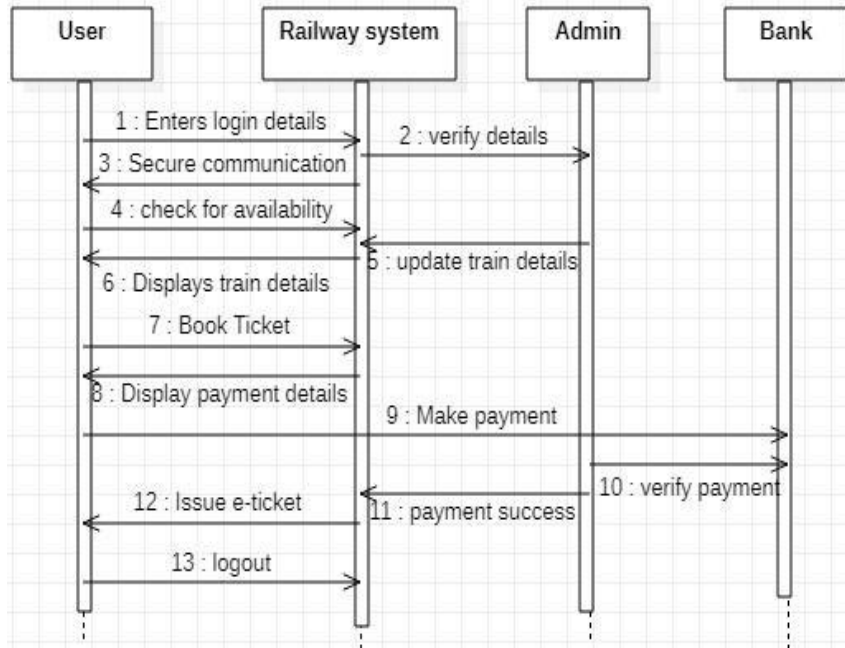 User
Railway system
Admin
Bank
1 : Enters login details
2 : verify details
3 : Secure communication
4 : check for availability
5 : update train details
6 : Displays train details
7 : Book Ticket
8 : Display payment details
9 : Make payment
10 : verify payment
11 : payment success
12 : Issue e-ticket
13 : logout